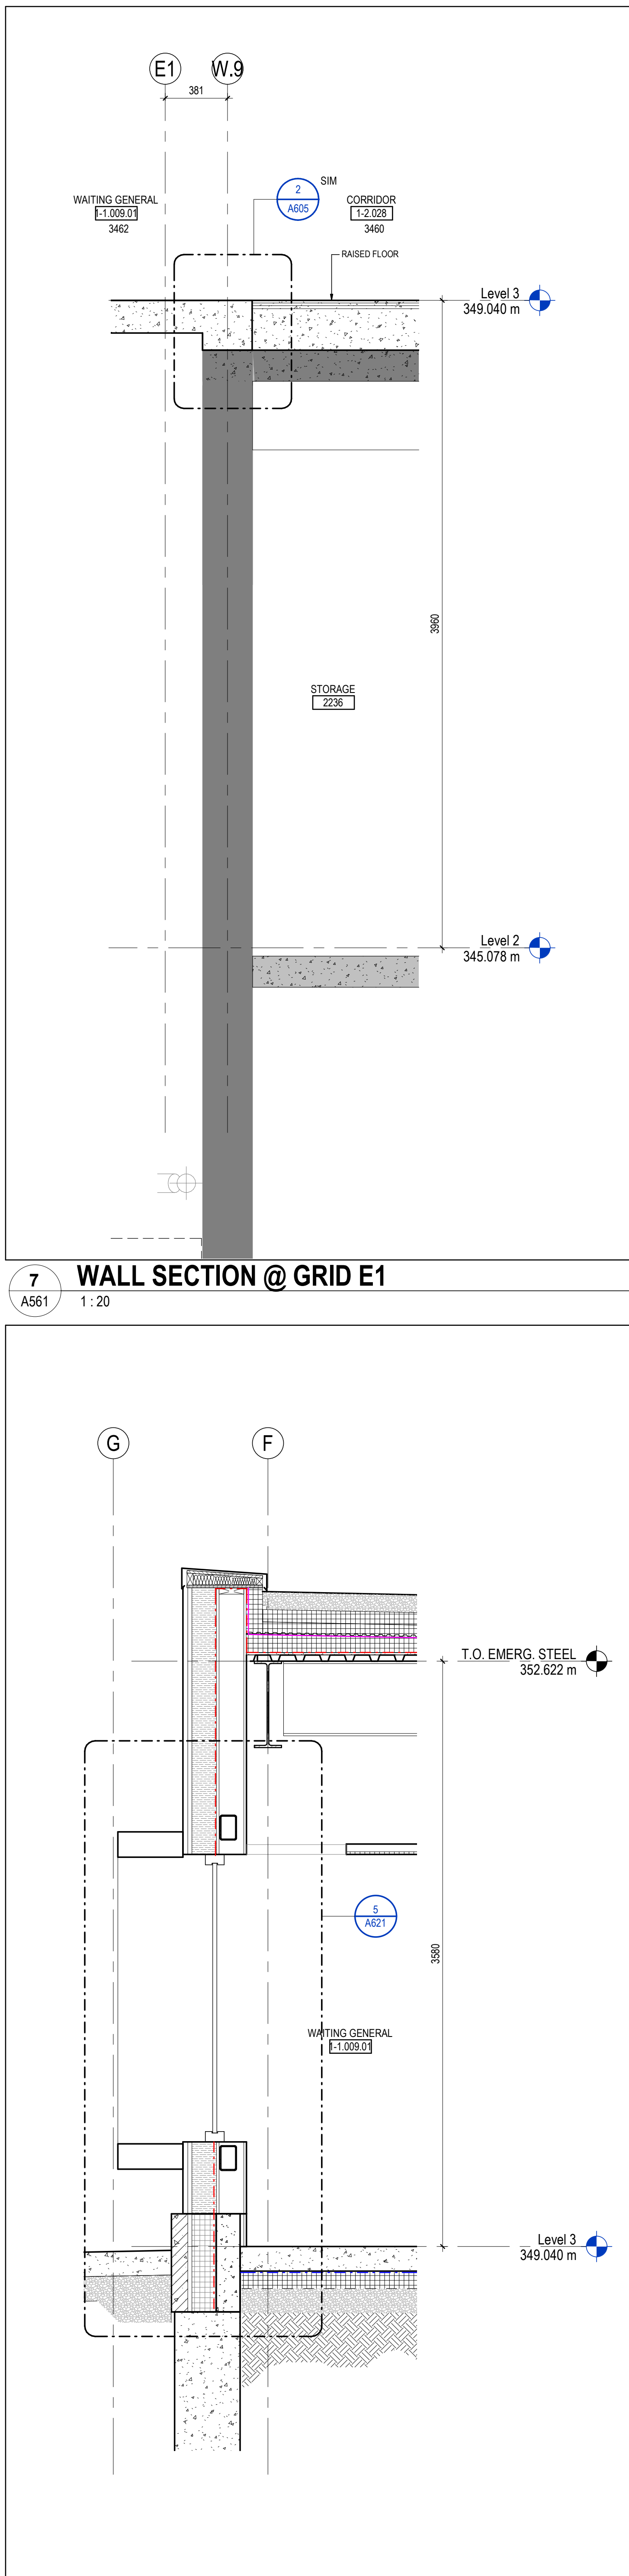 E1
W.9
381
2
A605
SIM
WAITING GENERAL
1-1.009.01
3462
CORRIDOR
1-2.028
3460
RAISED FLOOR
Level 3
349.040 m
3960
STORAGE
2236
Level 2
345.078 m
7
A561
WALL SECTION @ GRID E1
1 : 20
G
F
T.O. EMERG. STEEL
352.622 m
5
A621
3580
WAITING GENERAL
1-1.009.01
Level 3
349.040 m